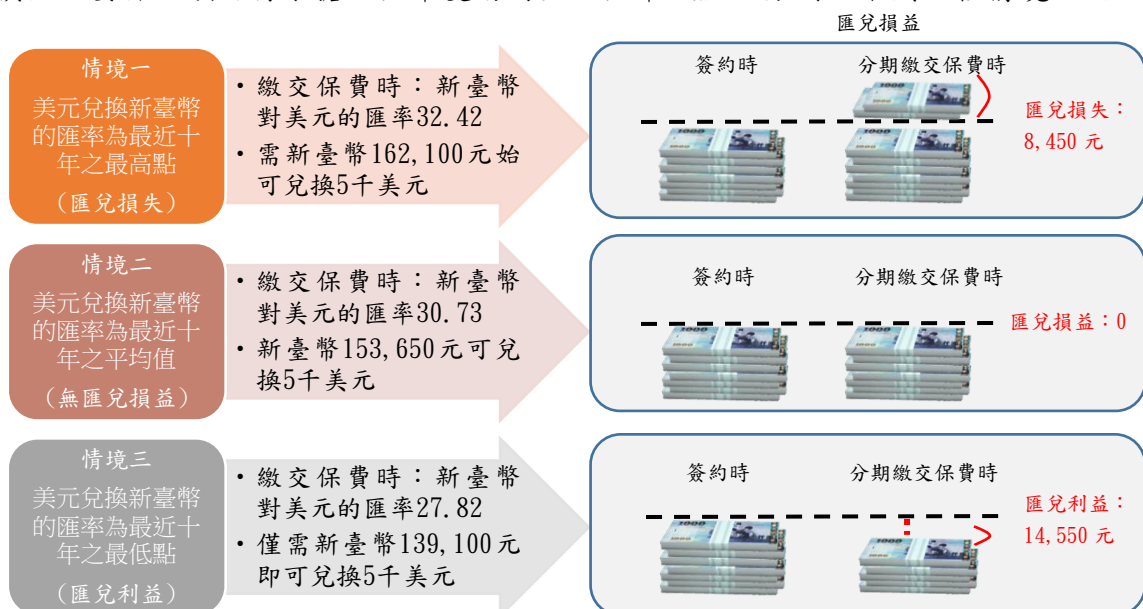 匯兌損益
情境一
美元兌換新臺幣
的匯率為最近十
年之最高點
（匯兌損失）
・繳交保費時：新臺幣
對美元的匯率32.42
・需新臺幣162,100元始
可兌換5千美元
簽約時
分期繳交保費時
匯兌損失：
8,450 元
情境二
美元兌換新臺幣
的匯率為最近十
年之平均值
（無匯兌損益）
・繳交保費時：新臺幣
對美元的匯率30.73
・新臺幣153,650元可兌
換5千美元
簽約時
分期繳交保費時
匯兌損益：0
情境三
美元兌換新臺幣
的匯率為最近十
年之最低點
（匯兌利益）
・繳交保費時：新臺幣
對美元的匯率27.82
・僅需新臺幣139,100元
即可兌換5千美元
簽約時
分期繳交保費時
匯兌利益：
14,550 元